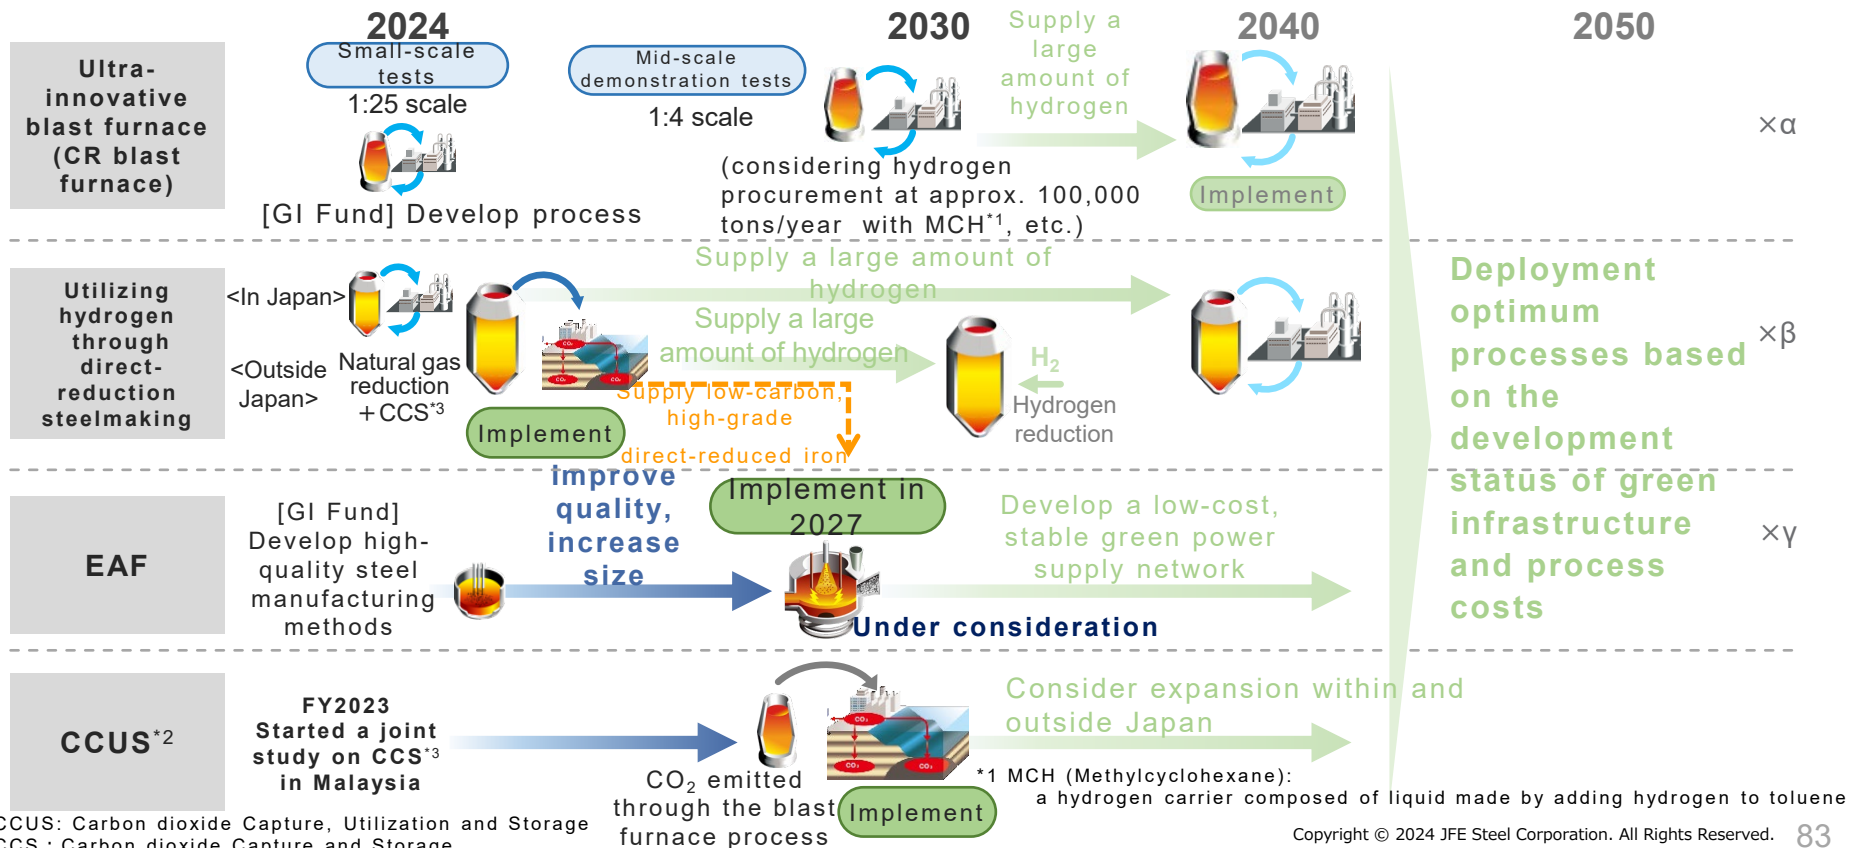 2024
2030
2040
2050
Ultra-
innovative
blast furnace
(CR blast
furnace)
Small-scale
tests
1:25 scale
[GI Fund] Develop process
Mid-scale
demonstration tests
1:4 scale
(considering hydrogen
procurement at approx. 100,000
tons/year with MCH*1, etc.)
Supply a
large
amount of
hydrogen
Implement
×α
Utilizing
hydrogen
through
direct-
reduction
steelmaking
<In Japan>
<Outside
Japan>
Natural gas
reduction
+CCS*3
Implement
CO₂
CO₂
CO₂
Supply a large amount of
hydrogen
Supply a large
amount of hydrogen
Supply low-carbon,
high-grade
direct-reduced iron
H₂
Hydrogen
reduction
×β
EAF
[GI Fund]
Develop high-
quality steel
manufacturing
methods
Improve
quality,
increase
size
Implement in
2027
Under consideration
Develop a low-cost,
stable green power
supply network
×γ
Deployment
optimum
processes based
on the
development
status of green
infrastructure
and process
costs
CCUS*2
FY2023
Started a joint
study on CCS*3
in Malaysia
CO₂ emitted
through the blast
furnace process
CO₂
CO₂
CO₂
Implement
Consider expansion within and
outside Japan
*1 MCH (Methylcyclohexane):
a hydrogen carrier composed of liquid made by adding hydrogen to toluene
CCUS: Carbon dioxide Capture, Utilization and Storage
CCS : Carbon dioxide Capture and Storage
Copyright © 2024 JFE Steel Corporation. All Rights Reserved.
83